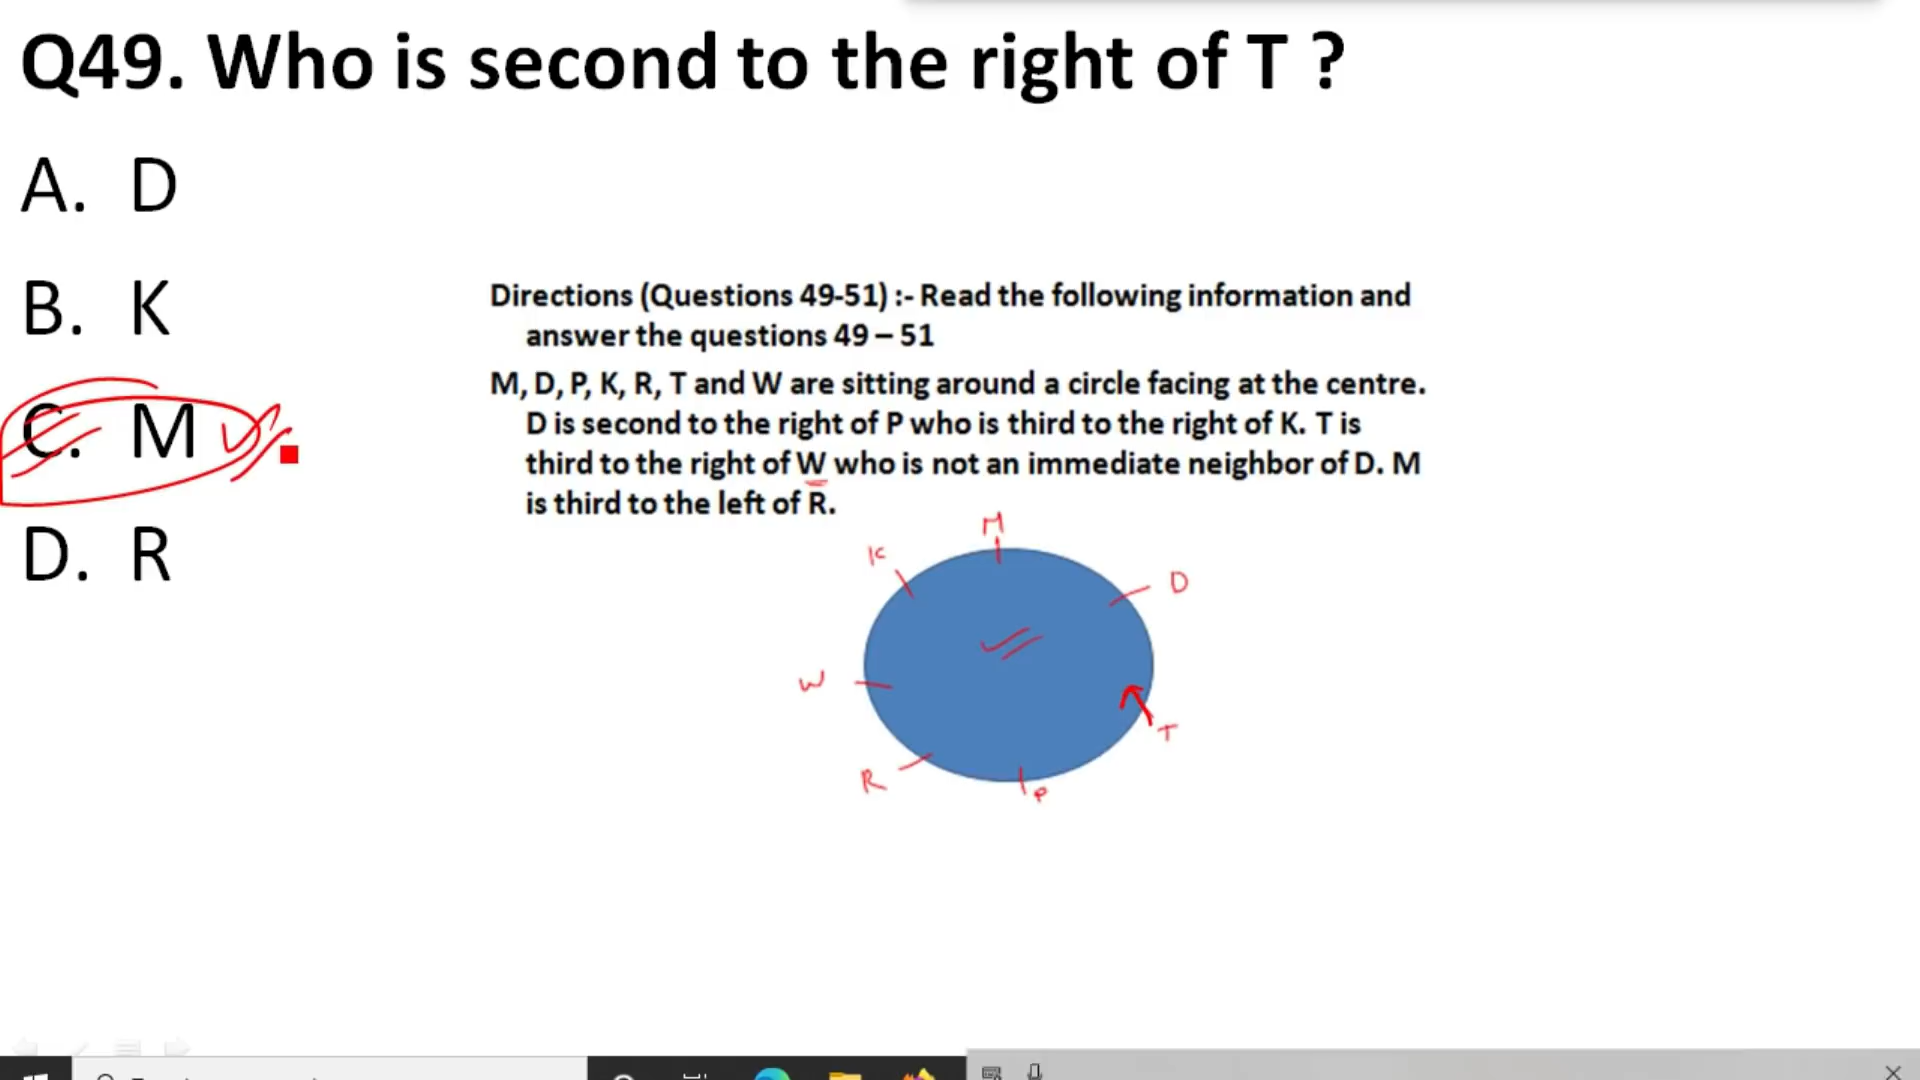 Q49. Who is second to the right of T ?
A. D
B. K
C. M
D. R
Directions (Questions 49-51) :- Read the following information and
answer the questions 49 – 51
M, D, P, K, R, T and W are sitting around a circle facing at the centre.
D is second to the right of P who is third to the right of K. T is
third to the right of W who is not an immediate neighbor of D. M
is third to the left of R.
M
K
D
W
T
R
P